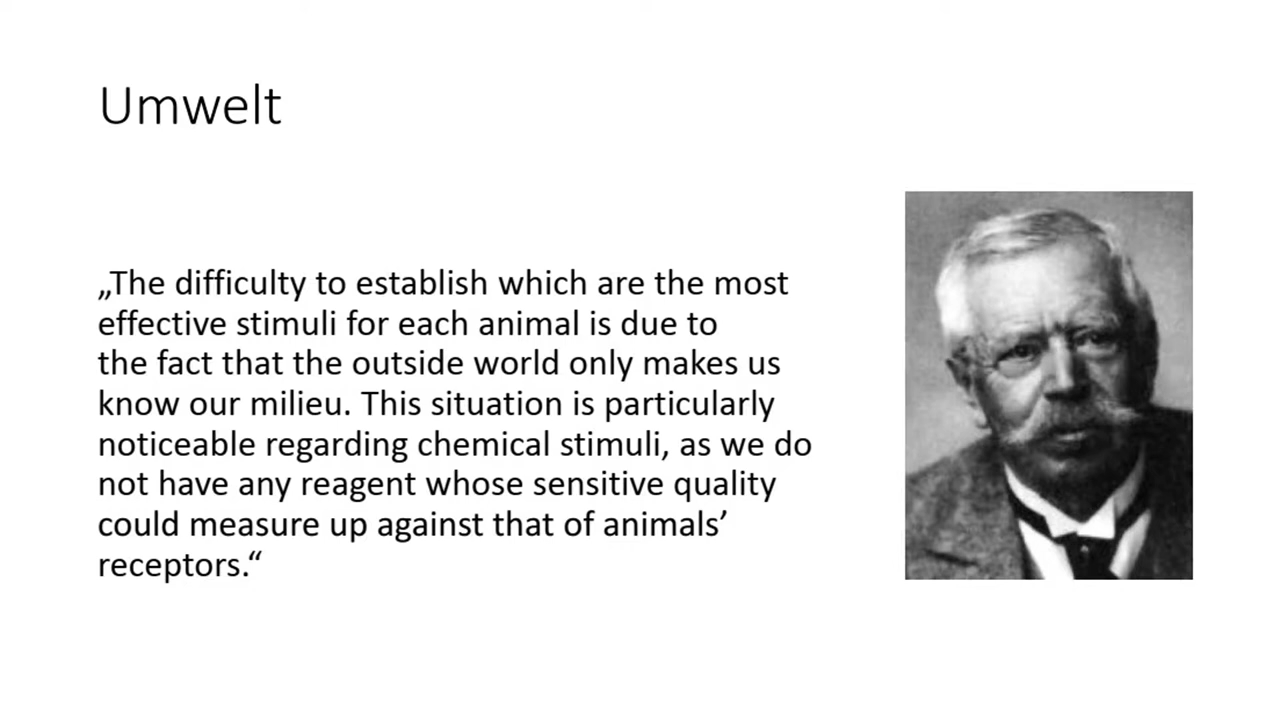 Umwelt
„The difficulty to establish which are the most
effective stimuli for each animal is due to
the fact that the outside world only makes us
know our milieu. This situation is particularly
noticeable regarding chemical stimuli, as we do
not have any reagent whose sensitive quality
could measure up against that of animals’
receptors.“